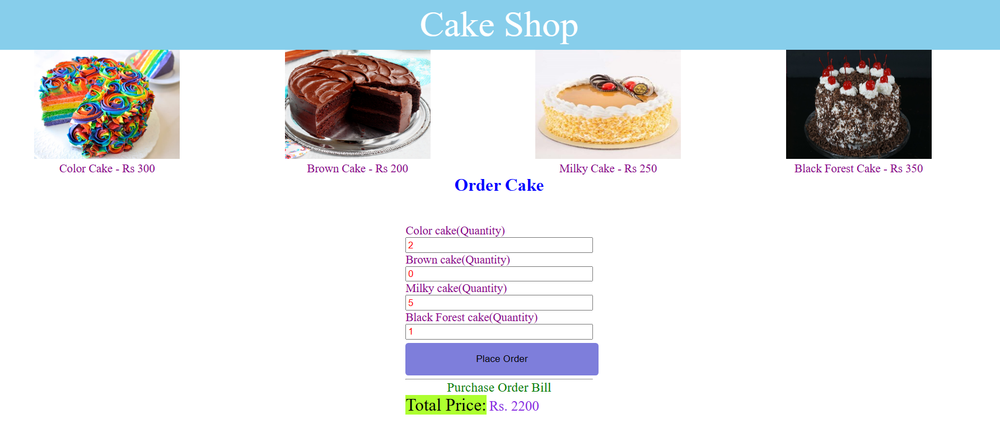 Cake Shop
Color Cake - Rs 300
Brown Cake - Rs 200
Milky Cake - Rs 250
Black Forest Cake - Rs 350
Order Cake
Color cake(Quantity)
2
Brown cake(Quantity)
0
Milky cake(Quantity)
5
Black Forest cake(Quantity)
1
Place Order
Purchase Order Bill
Total Price: Rs. 2200